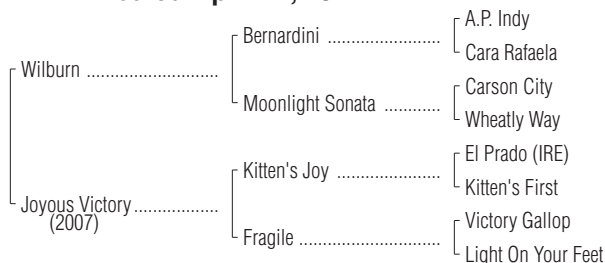 A.P. Indy
Bernardini ..........................
Cara Rafaela
Wilburn ..............................
Carson City
Moonlight Sonata .............
Wheatly Way
El Prado (IRE)
Kitten's Joy ........................
Kitten's First
Joyous Victory ...................
(2007)
Victory Gallop
Fragile ................................
Light On Your Feet